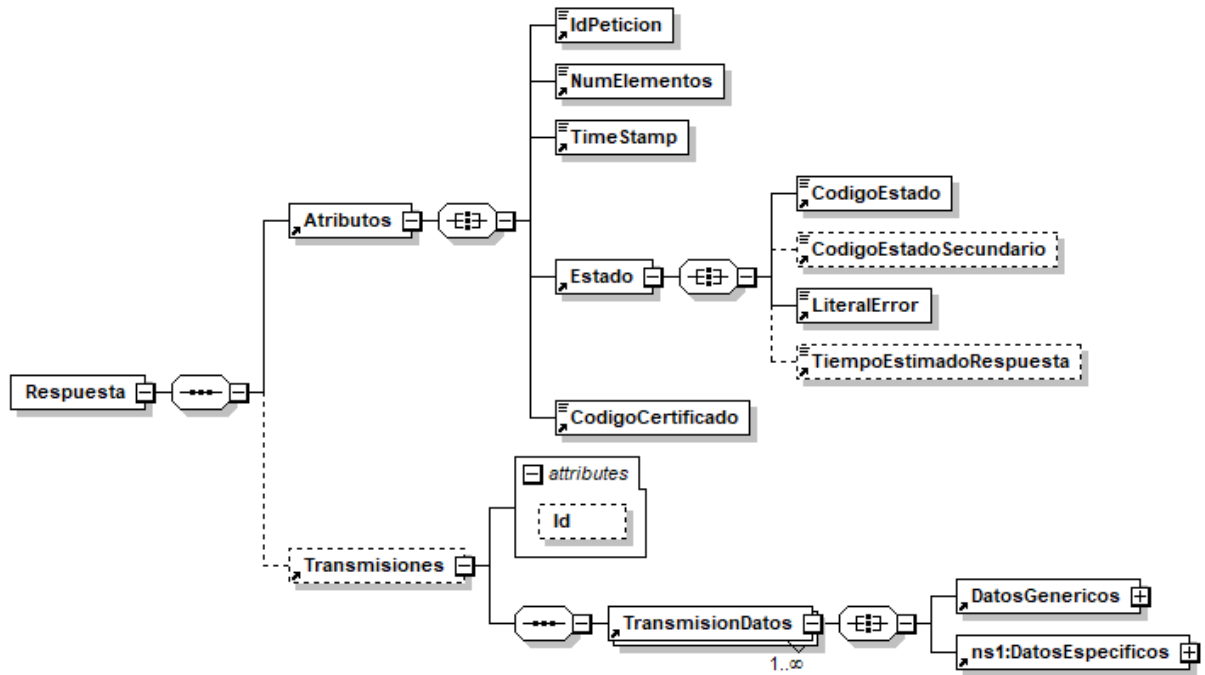 IdPeticion
NumElementos
TimeStamp
CodigoEstado
Atributos
CodigoEstadoSecundario
Estado
LiteralError
TiempoEstimadoRespuesta
Respuesta
CodigoCertificado
attributes
Id
Transmisiones
DatosGenericos
TransmisionDatos
1..∞
ns1:DatosEspecificos